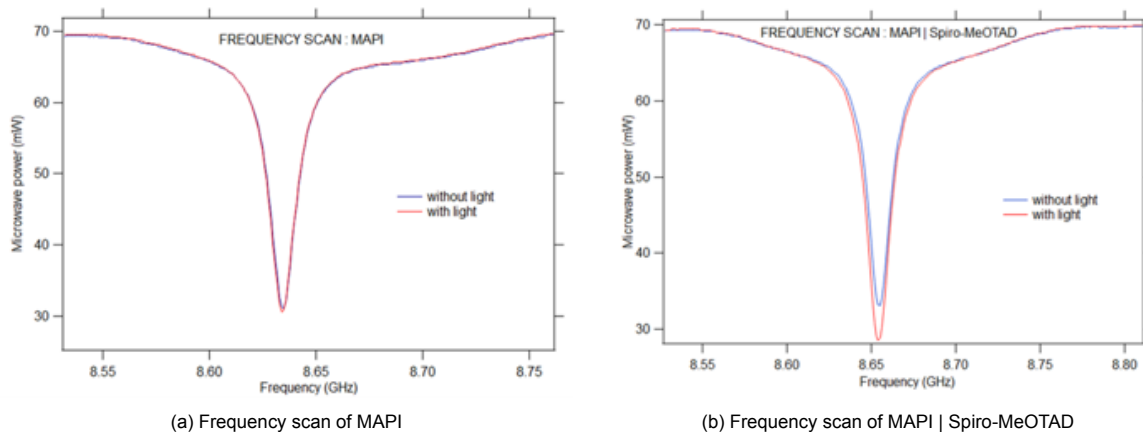 FREQUENCY SCAN : MAPI
70
60
50
40
30
Microwave power (mW)
without light
with light
8.55
8.60
8.65
8.70
8.75
Frequency (GHz)
(a) Frequency scan of MAPI
FREQUENCY SCAN : MAPI | Spiro-MeOTAD
70
60
50
40
30
Microwave power (mW)
without light
with light
8.55
8.60
8.65
8.70
8.75
8.80
Frequency (GHz)
(b) Frequency scan of MAPI | Spiro-MeOTAD